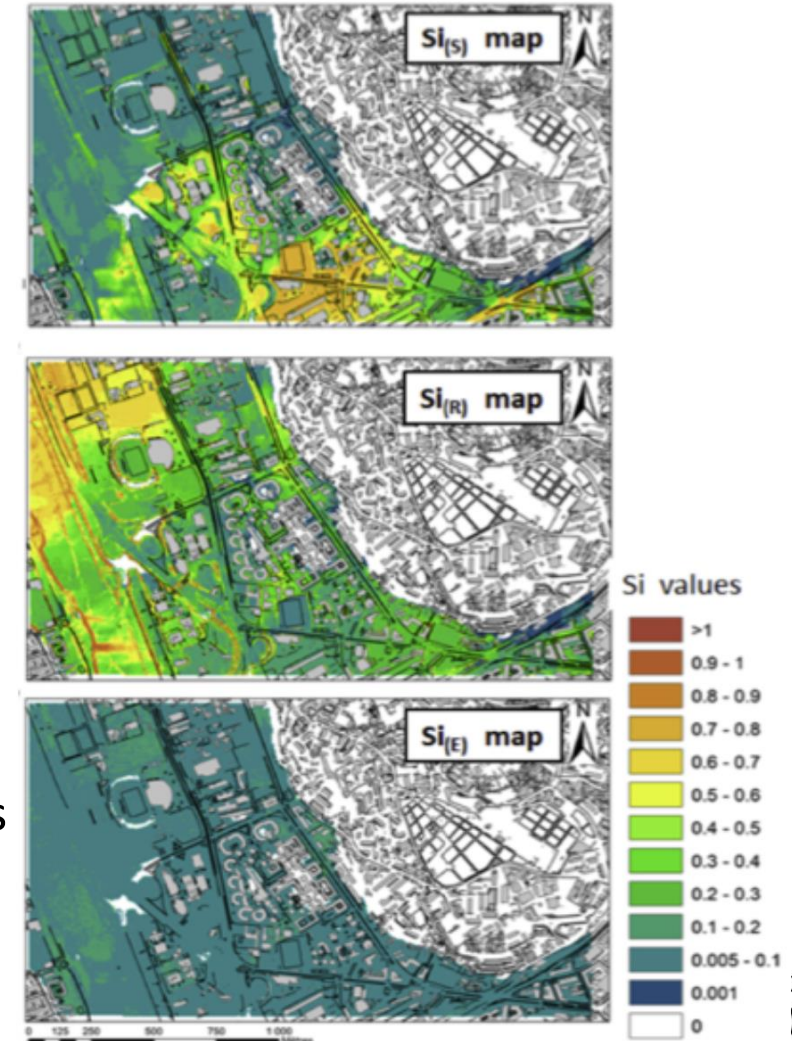 Si(S) map
N
Si(R) map
N
Si values
>1
0.9 - 1
0.8 - 0.9
0.7 - 0.8
0.6 - 0.7
0.5 - 0.6
0.4 - 0.5
0.3 - 0.4
0.2 - 0.3
0.1 - 0.2
0.005 - 0.1
0.001
0
Si(E) map
N
s
0 125 250 500 750 1 000